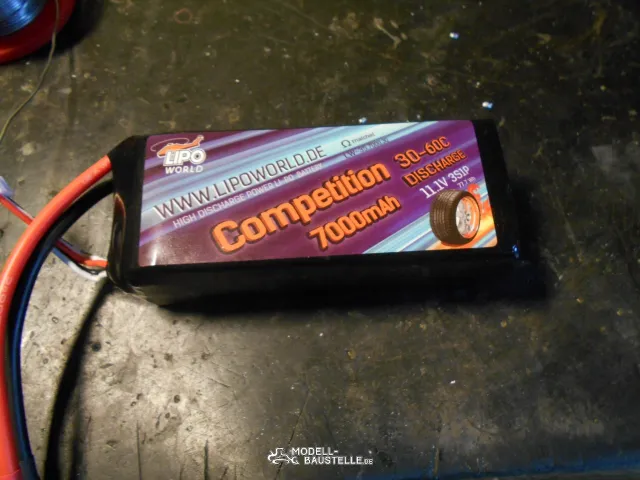 LIPO
WORLD
WWW.LIPOWORLD.DE
HIGH DISCHARGE POWER LI-PO BATTERY
Competition
7000mAh
30-60C
DISCHARGE
11.1V 3S1P
MODELL-
BAUSTELLE.DE